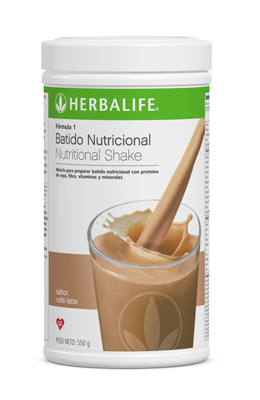 HERBALIFE®
Fórmula 1
Batido Nutricional
Nutritional Shake
Mezcla para preparar batido nutricional con proteína
de soya, fibra, vitaminas y minerales
sabor
café latte
PESO NETO: 550 g